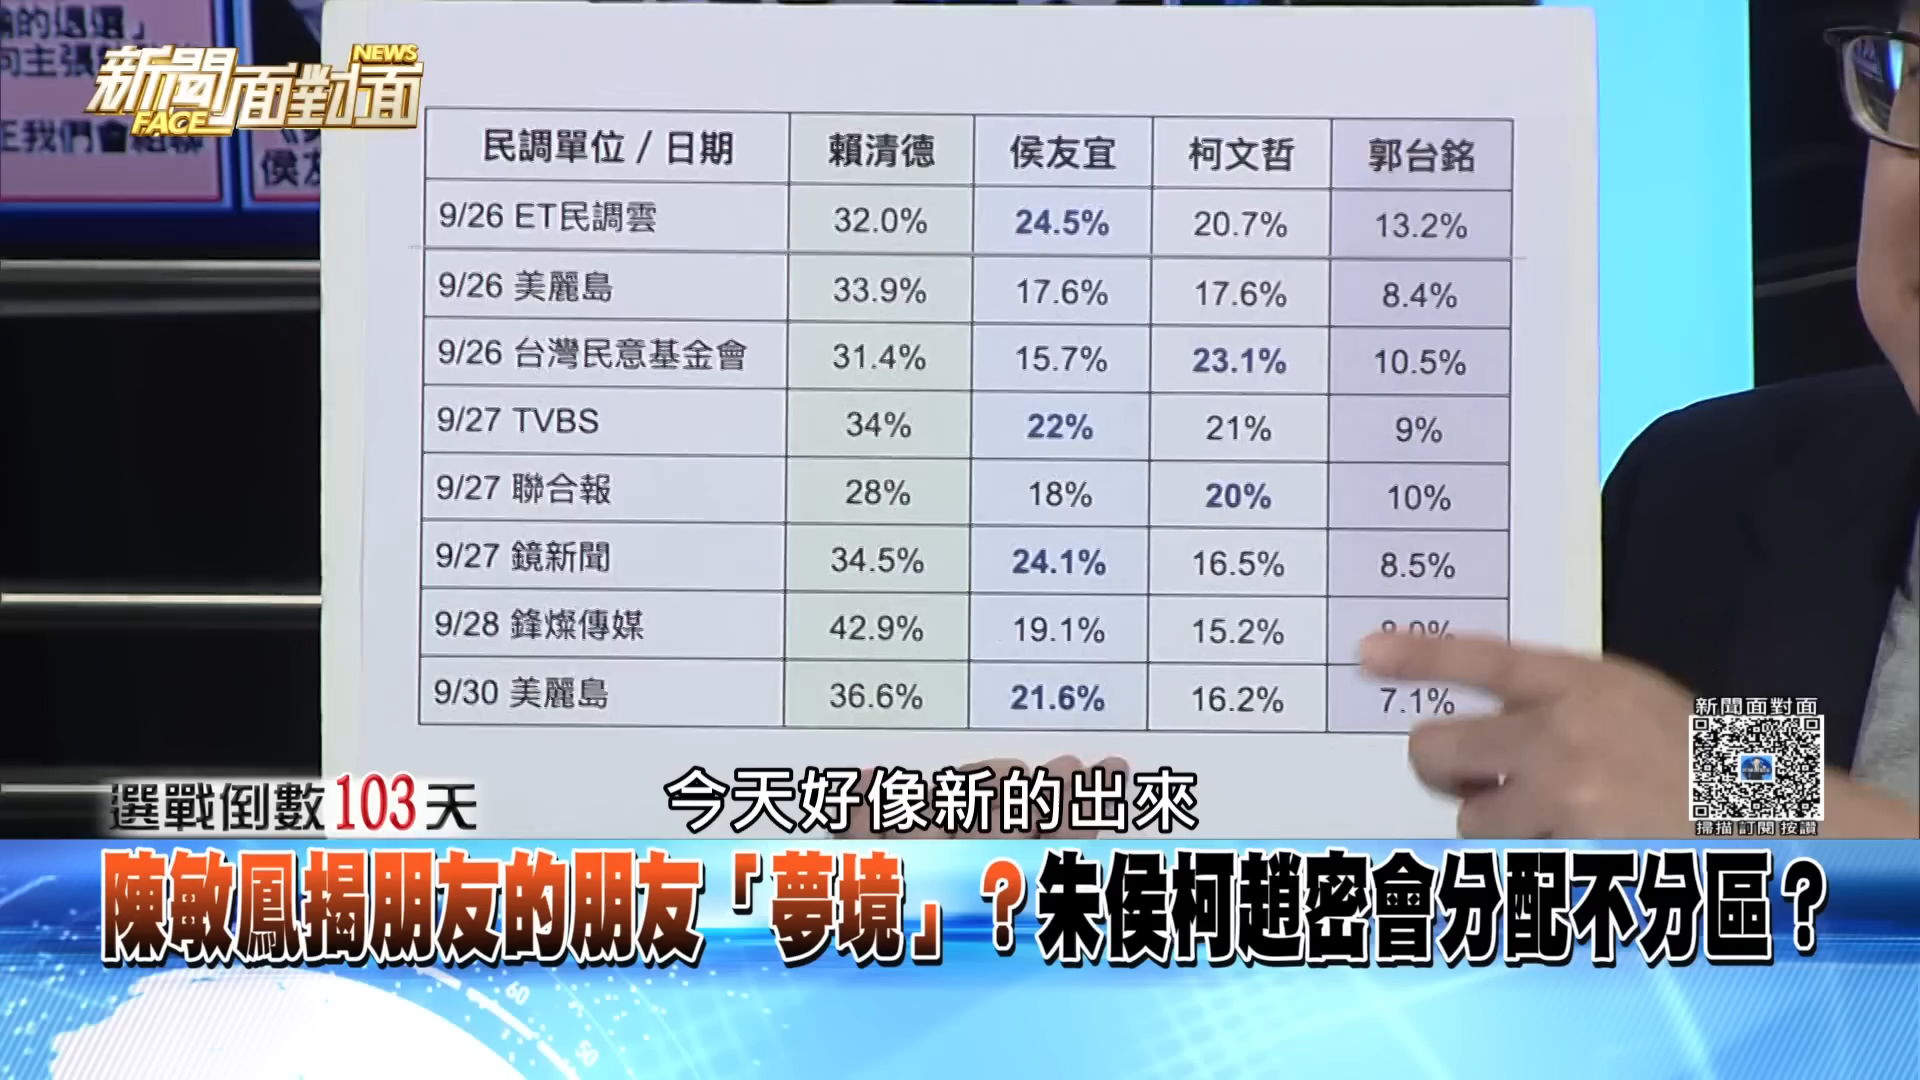 新聞面對面
NEWS
FACE
民調單位 / 日期 賴清德 侯友宜 柯文哲 郭台銘
9/26 ET民調雲 32.0% 24.5% 20.7% 13.2%
9/26 美麗島 33.9% 17.6% 17.6% 8.4%
9/26 台灣民意基金會 31.4% 15.7% 23.1% 10.5%
9/27 TVBS 34% 22% 21% 9%
9/27 聯合報 28% 18% 20% 10%
9/27 鏡新聞 34.5% 24.1% 16.5% 8.5%
9/28 鋒燦傳媒 42.9% 19.1% 15.2%
9/30 美麗島 36.6% 21.6% 16.2% 7.1%
新聞面對面
掃描 訂閱 按讚
選戰倒數103天
今天好像新的出來
陳敏鳳揭朋友的朋友「夢境」?朱侯柯趙密會分配不分區?
60
50